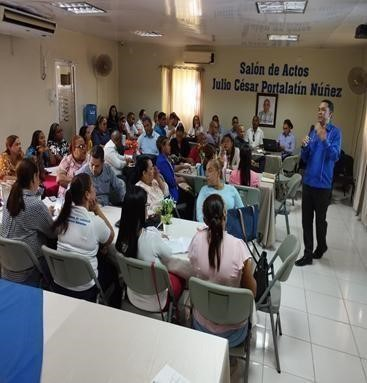 Salón de Actos
Julio César Portalatín Núñez